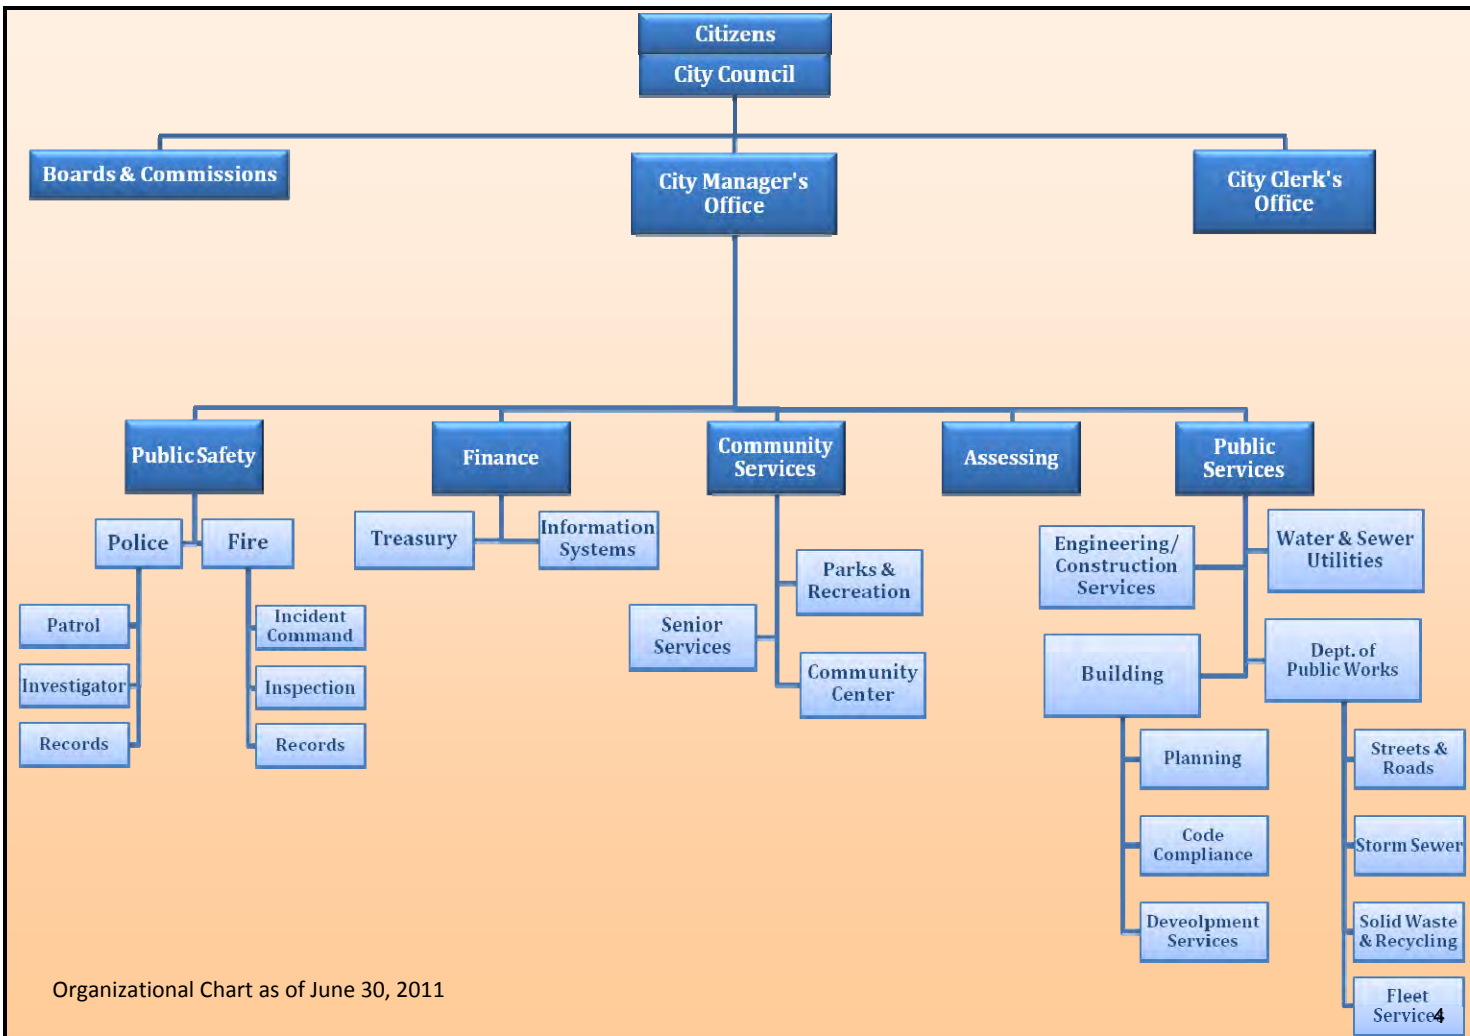 Citizens
City Council
Boards & Commissions
City Manager's
Office
City Clerk's
Office
Public Safety
Finance
Community
Services
Assessing
Public
Services
Police
Fire
Treasury
Information
Systems
Engineering/
Construction
Services
Water & Sewer
Utilities
Parks &
Recreation
Senior
Services
Community
Center
Patrol
Investigator
Records
Incident
Command
Inspection
Records
Building
Dept. of
Public Works
Planning
Code
Compliance
Deveolpment
Services
Streets &
Roads
Storm Sewer
Solid Waste
& Recycling
Fleet
Services
4
Organizational Chart as of June 30, 2011